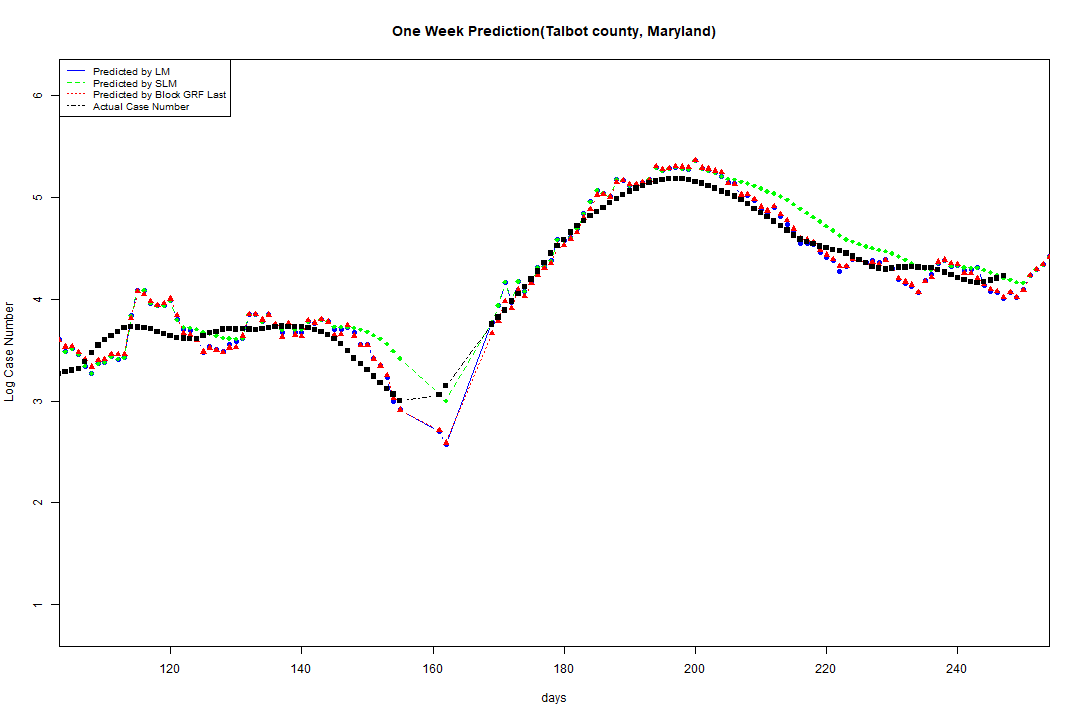 One Week Prediction(Talbot county, Maryland)
Predicted by LM
Predicted by SLM
Predicted by Block GRF Last
Actual Case Number
6
5
4
3
2
1
Log Case Number
120 140 160 180 200 220 240
days